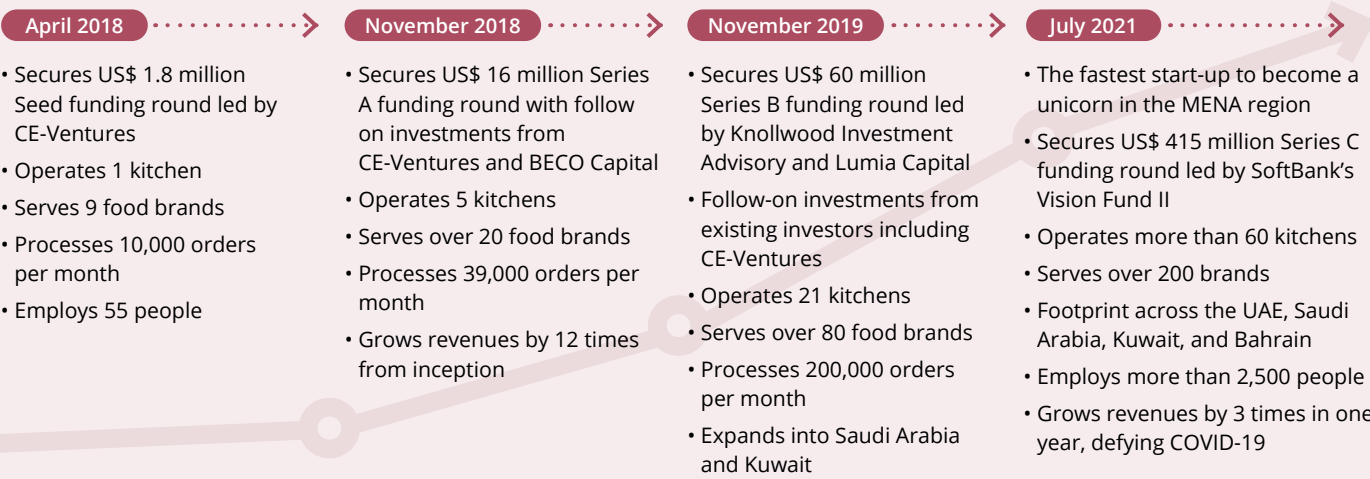 April 2018
• Secures US$ 1.8 million
Seed funding round led by
CE-Ventures
• Operates 1 kitchen
• Serves 9 food brands
• Processes 10,000 orders
per month
• Employs 55 people
November 2018
• Secures US$ 16 million Series
A funding round with follow
on investments from
CE-Ventures and BECO Capital
• Operates 5 kitchens
• Serves over 20 food brands
• Processes 39,000 orders per
month
• Grows revenues by 12 times
from inception
November 2019
• Secures US$ 60 million
Series B funding round led
by Knollwood Investment
Advisory and Lumia Capital
• Follow-on investments from
existing investors including
CE-Ventures
• Operates 21 kitchens
• Serves over 80 food brands
• Processes 200,000 orders
per month
• Expands into Saudi Arabia
and Kuwait
July 2021
• The fastest start-up to become a
unicorn in the MENA region
• Secures US$ 415 million Series C
funding round led by SoftBank’s
Vision Fund II
• Operates more than 60 kitchens
• Serves over 200 brands
• Footprint across the UAE, Saudi
Arabia, Kuwait, and Bahrain
• Employs more than 2,500 people
• Grows revenues by 3 times in one
year, defying COVID-19